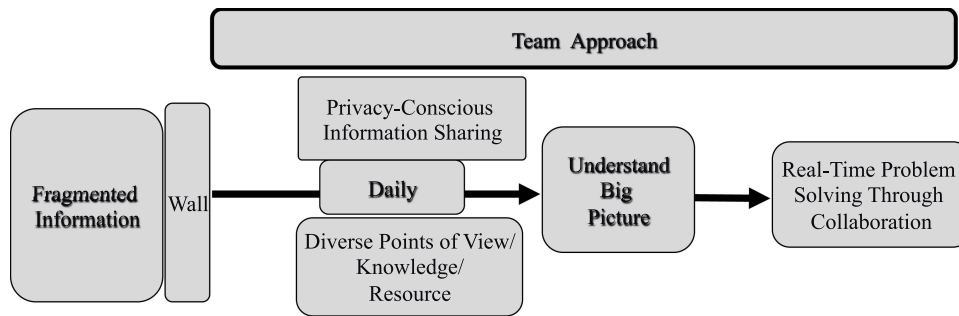 Team Approach
Fragmented
Information
Wall
Privacy-Conscious
Information Sharing
Daily
Diverse Points of View/
Knowledge/
Resource
Understand
Big
Picture
Real-Time Problem
Solving Through
Collaboration